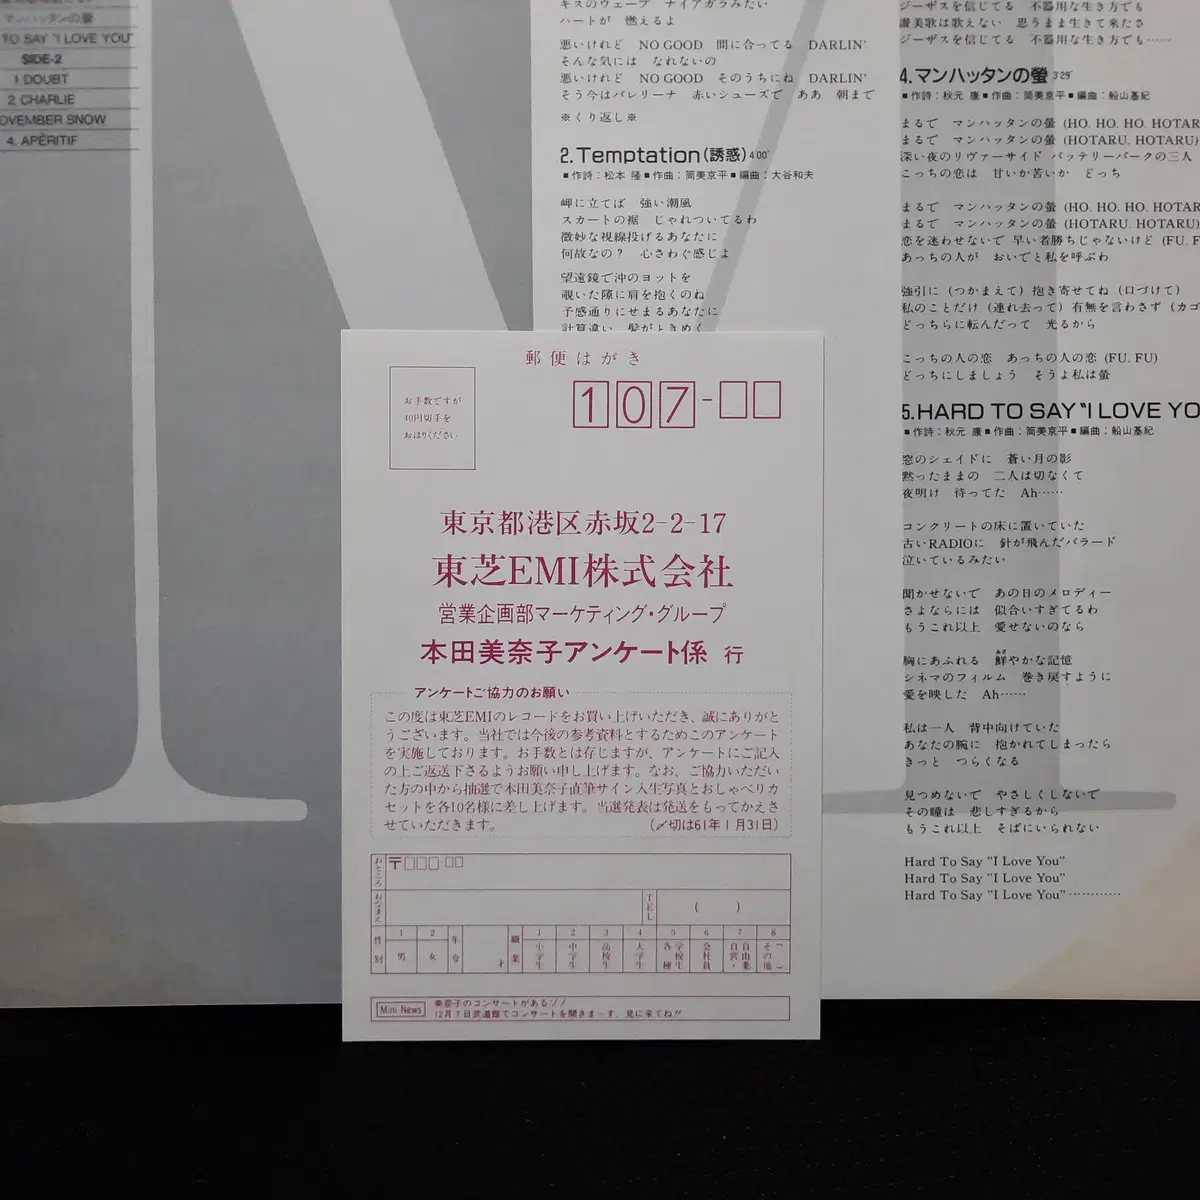 マンハッタンの螢
TO SAY "I LOVE YOU"
SIDE-2
1. DOUBT
2. CHARLIE
OVEMBER SNOW
4. APÉRITIF
キスのウェーブ　ナイアガラみたい
ハートが　燃えるよ
悪いけれど　NO GOOD　間に合ってる　DARLIN'
そんな気には　なれないの
悪いけれど　NO GOOD　そのうちにね　DARLIN'
そう今はバレリーナ　赤いシューズで　ああ　朝まで
※くり返し※
2.Temptation(誘惑) 4'00"
■作詩：松本 隆■作曲：筒美京平■編曲：大谷和夫
岬に立てば　強い潮風
スカートの裾　じゃれついてるわ
微妙な視線投げるあなたに
何故なの？　心さわぐ感じよ
望遠鏡で沖のヨットを
覗いた隙に肩を抱くのね
予感通りにせまるあなたに
計算違い　髪がときめく
ジーザスを信じてる　不器用な生き方でも
讃美歌は歌えない　思うまま生きて来たさ
ジーザスを信じてる　不器用な生き方でも……
4.マンハッタンの螢 3'29"
■作詩：秋元 康■作曲：筒美京平■編曲：船山基紀
まるで　マンハッタンの螢 (HO. HO. HO. HOTAR
まるで　マンハッタンの螢 (HOTARU. HOTARU)
深い夜のリヴァーサイド バッテリーパークの三人
こっちの恋は　甘いか苦いか　どっち
まるで　マンハッタンの螢 (HO. HO. HO. HOTAR
まるで　マンハッタンの螢 (HOTARU. HOTARU)
恋を迷わせないで 早い者勝ちじゃないけど (FU. F
あっちの人が　おいでと私を呼ぶわ
強引に (つかまえて) 抱き寄せてね (口づけて)
私のことだけ (連れ去って) 有無を言わさず (カゴ
どっちらに転んだって　光るから
こっちの人の恋　あっちの人の恋 (FU. FU)
どっちにしましょう　そうよ私は螢
5.HARD TO SAY "I LOVE YO
■作詩：秋元 康■作曲：筒美京平■編曲：船山基紀
窓のシェイドに　蒼い月の影
黙ったままの　二人は切なくて
夜明け　待ってた　Ah……
コンクリートの床に置いていた
古いRADIOに　針が飛んだバラード
泣いているみたい
聞かせないで　あの日のメロディー
さよならには　似合いすぎてるわ
もうこれ以上　愛せないのなら
胸にあふれる　鮮やかな記憶
シネマのフィルム　巻き戻すように
愛を映した　Ah……
私は一人　背中向けていた
あなたの腕に　抱かれてしまったら
きっと　つらくなる
見つめないで　やさしくしないで
その瞳は　悲しすぎるから
もうこれ以上　そばにいられない
Hard To Say "I Love You"
Hard To Say "I Love You"
Hard To Say "I Love You"…………
郵便はがき
お手数ですが
40円切手を
おはりください
107-□□
東京都港区赤坂2-2-17
東芝EMI株式会社
営業企画部マーケティング・グループ
本田美奈子アンケート係 行
アンケートご協力のお願い
この度は東芝EMIのレコードをお買い上げいただき、誠にありがと
うございます。当社では今後の参考資料とするためこのアンケート
を実施しております。お手数とは存じますが、アンケートにご記入
の上ご返送下さるようお願い申し上げます。なお、ご協力いただい
た方の中から抽選で本田美奈子直筆サイン入生写真とおしゃべりカ
セットを各10名様に差し上げます。当選発表は発送をもってかえさ
せていただきます。　(〆切は61年1月31日)
おところ 〒□□□-□□
おなまえ TEL (　)
性別 1 男 2 女 年令 才 職業 1 小学生 2 中学生 3 高校生 4 大学生 5 各種学校生 6 会社員 7 自営・自由業 8 その他( )
Mini News 美奈子のコンサートがあるゾ！
12月7日武道館でコンサートを開きまーす、見に来てね!!